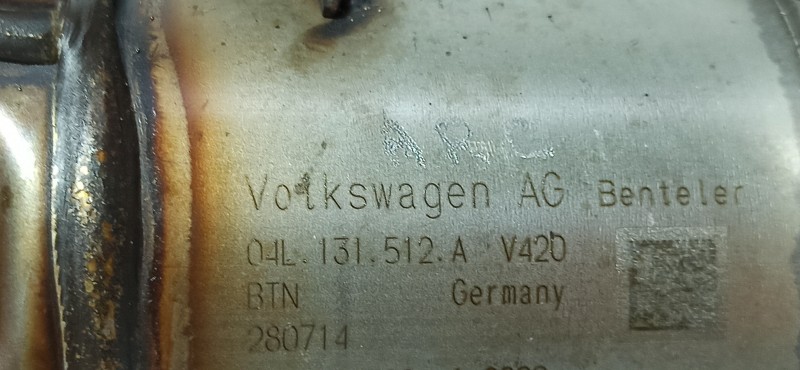 ARC
Volkswagen AG Benteler
04L.131.512.A V420
BTN Germany
280714